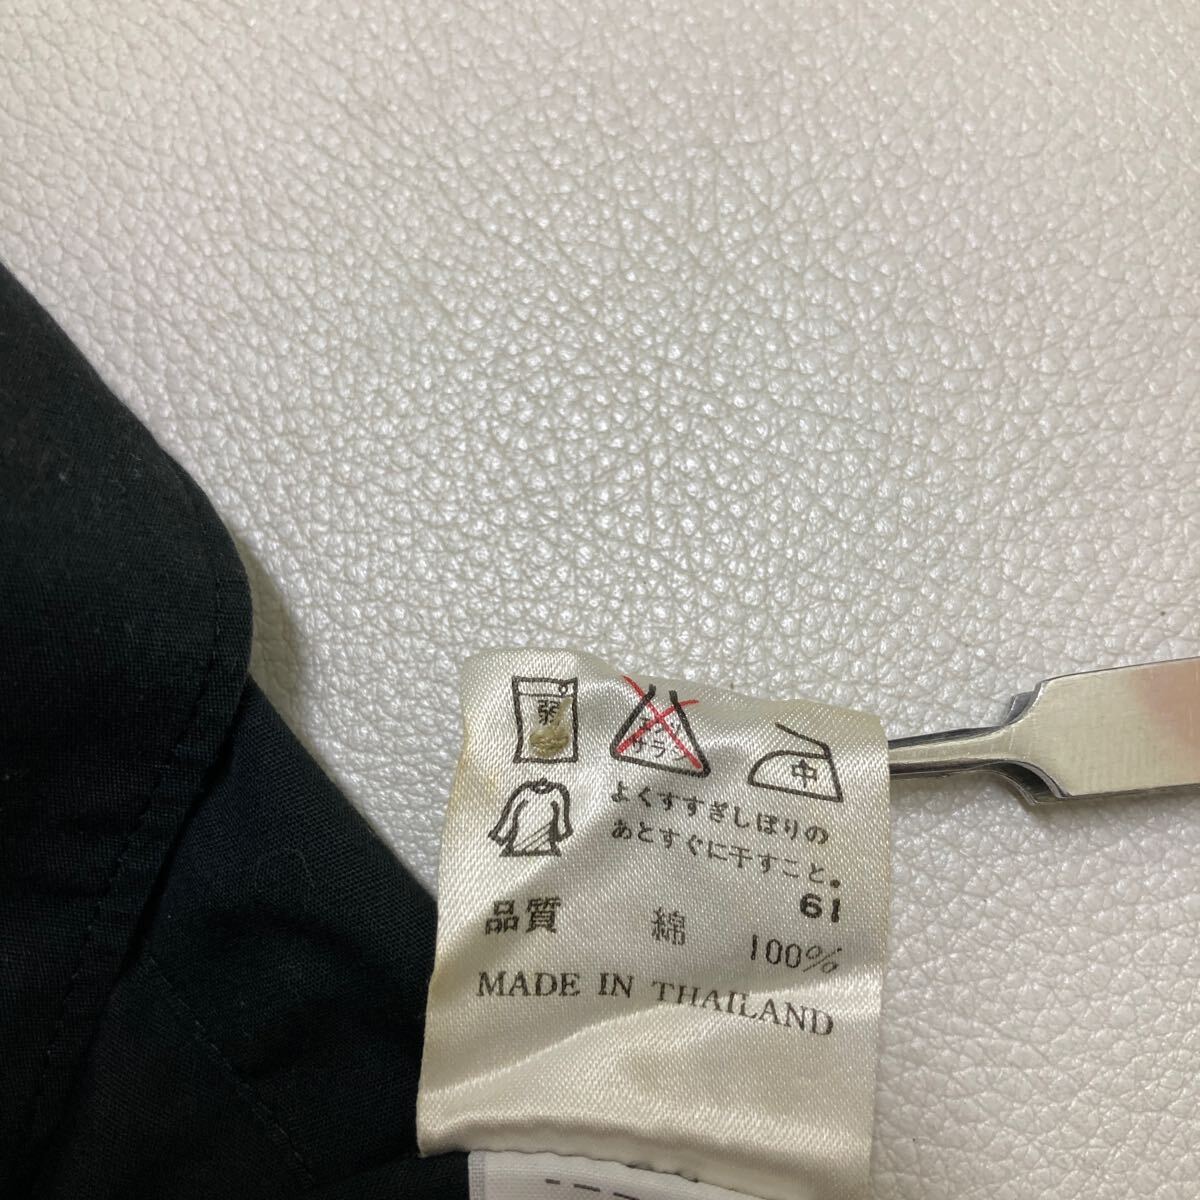 弱
サラシ
中
よくすすぎしぼりの
あとすぐに干すこと。
61
品質 綿 100%
MADE IN THAILAND